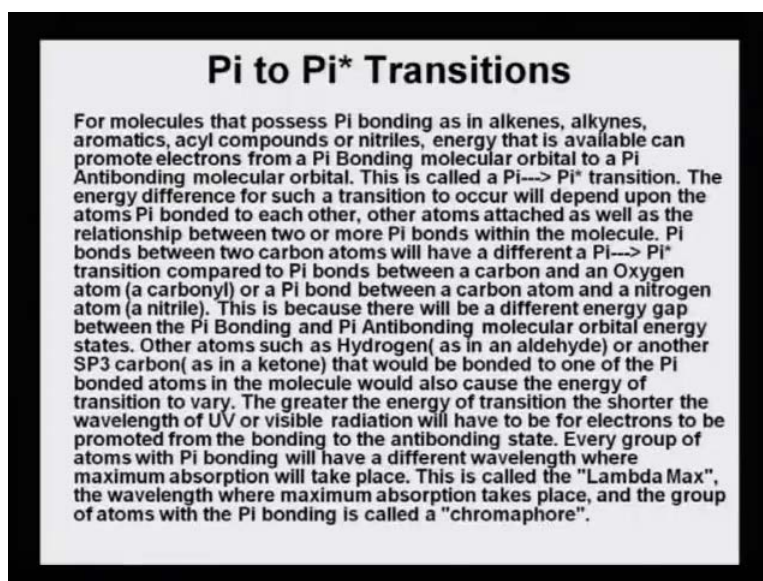 Pi to Pi* Transitions
For molecules that possess Pi bonding as in alkenes, alkynes,
aromatics, acyl compounds or nitriles, energy that is available can
promote electrons from a Pi Bonding molecular orbital to a Pi
Antibonding molecular orbital. This is called a Pi---> Pi* transition. The
energy difference for such a transition to occur will depend upon the
atoms Pi bonded to each other, other atoms attached as well as the
relationship between two or more Pi bonds within the molecule. Pi
bonds between two carbon atoms will have a different a Pi---> Pi*
transition compared to Pi bonds between a carbon and an Oxygen
atom (a carbonyl) or a Pi bond between a carbon atom and a nitrogen
atom (a nitrile). This is because there will be a different energy gap
between the Pi Bonding and Pi Antibonding molecular orbital energy
states. Other atoms such as Hydrogen( as in an aldehyde) or another
SP3 carbon( as in a ketone) that would be bonded to one of the Pi
bonded atoms in the molecule would also cause the energy of
transition to vary. The greater the energy of transition the shorter the
wavelength of UV or visible radiation will have to be for electrons to be
promoted from the bonding to the antibonding state. Every group of
atoms with Pi bonding will have a different wavelength where
maximum absorption will take place. This is called the "Lambda Max",
the wavelength where maximum absorption takes place, and the group
of atoms with the Pi bonding is called a "chromaphore".